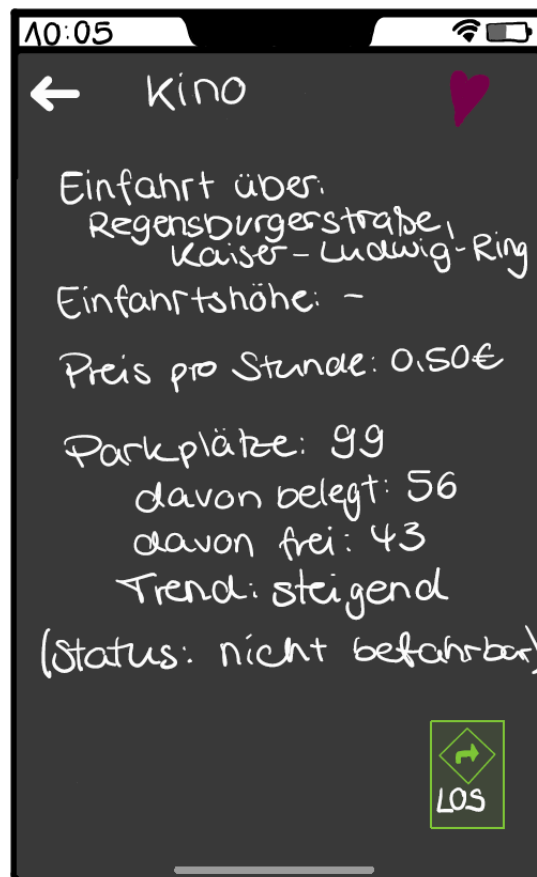 10:05
Kino
Einfahrt über:
Regensburgerstraße,
Kaiser-Ludwig-Ring
Einfahrtshöhe: -
Preis pro Stunde: 0.50€
Parkplätze: 99
davon belegt: 56
davon frei: 43
Trend: steigend
(Status: nicht befahrbar)
LOS